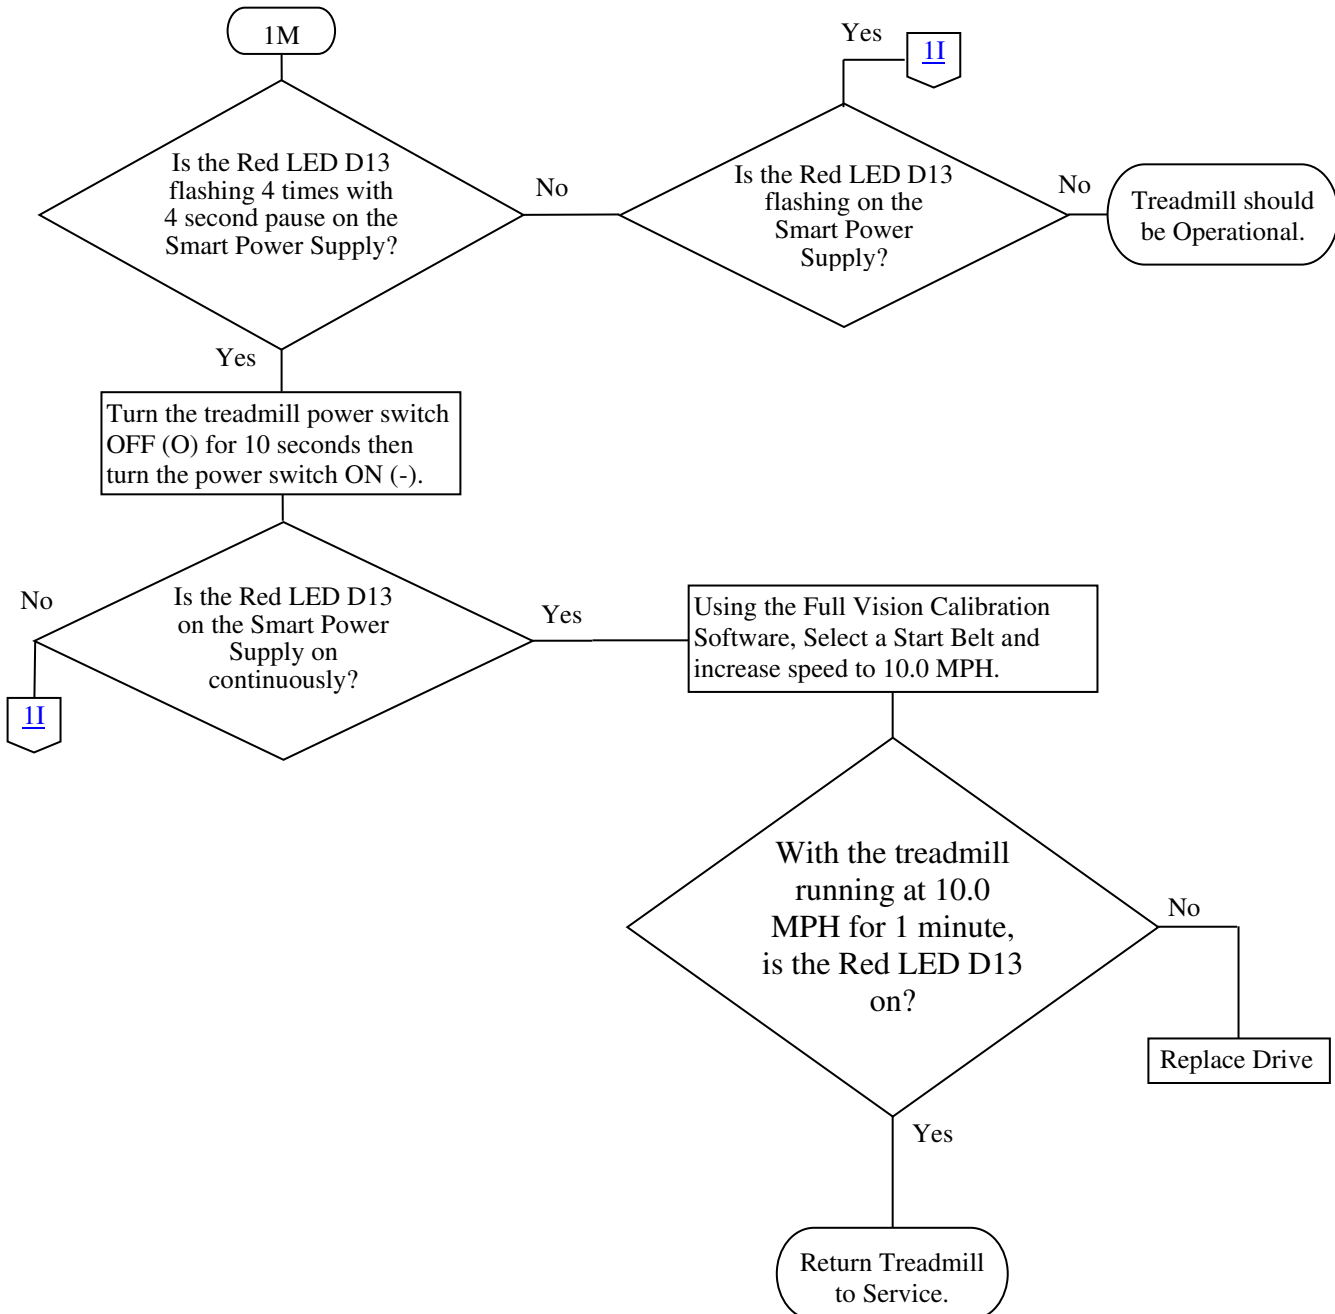 1M
Yes
1I
Is the Red LED D13
flashing 4 times with
4 second pause on the
Smart Power Supply?
No
Is the Red LED D13
flashing on the
Smart Power
Supply?
No
Treadmill should
be Operational.
Yes
Turn the treadmill power switch
OFF (O) for 10 seconds then
turn the power switch ON (-).
No
Is the Red LED D13
on the Smart Power
Supply on
continuously?
Yes
Using the Full Vision Calibration
Software, Select a Start Belt and
increase speed to 10.0 MPH.
1I
With the treadmill
running at 10.0
MPH for 1 minute,
is the Red LED D13
on?
No
Replace Drive
Yes
Return Treadmill
to Service.